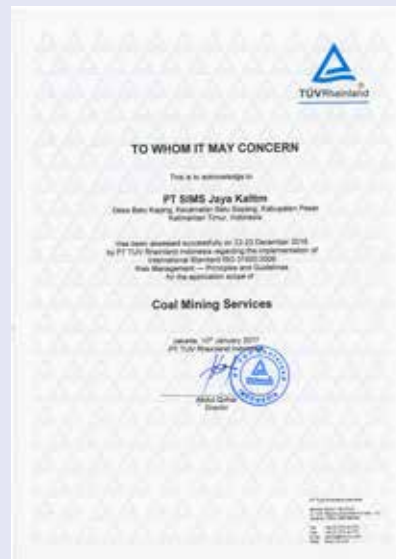 TÜVRheinland®
TO WHOM IT MAY CONCERN
This is to acknowledge to
PT SIMS Jaya Kaltim
Desa Batu Kajang, Kecamatan Batu Sopang, Kabupaten Paser
Kalimantan Timur, Indonesia
Has been assessed successfully on 22-23 December 2016
by PT TUV Rheinland Indonesia regarding the implementation of
International Standard ISO 31000:2009
Risk Management — Principles and Guidelines
for the application scope of
Coal Mining Services
Jakarta, 10th January 2017
PT TUV Rheinland Indonesia
Director